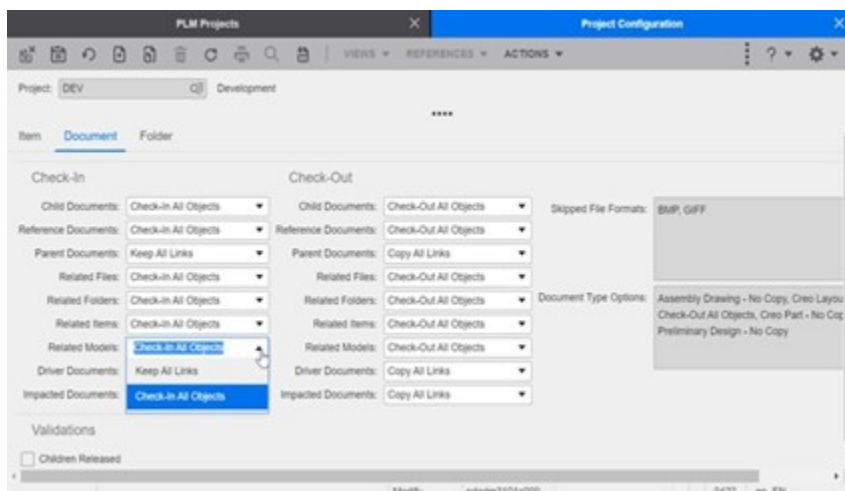 PLM Projects
Project Configuration
VIEWS REFERENCES ACTIONS
Project: DEV Development
Item Document Folder
Check-In Check-Out
Child Documents: Check-In All Objects Child Documents: Check-Out All Objects Skipped File Formats: BMP, GIFF
Reference Documents: Check-In All Objects Reference Documents: Check-Out All Objects
Parent Documents: Keep All Links Parent Documents: Copy All Links
Related Files: Check-In All Objects Related Files: Check-Out All Objects
Related Folders: Check-In All Objects Related Folders: Check-Out All Objects Document Type Options: Assembly Drawing - No Copy, Creo Layou
Related Items: Check-In All Objects Related Items: Check-Out All Objects Check-Out All Objects, Creo Part - No Cop
Related Models: Check-In All Objects Related Models: Check-Out All Objects Preliminary Design - No Copy
Driver Documents: Keep All Links Driver Documents: Copy All Links
Impacted Documents: Check-In All Objects Impacted Documents: Copy All Links
Validations
Children Released